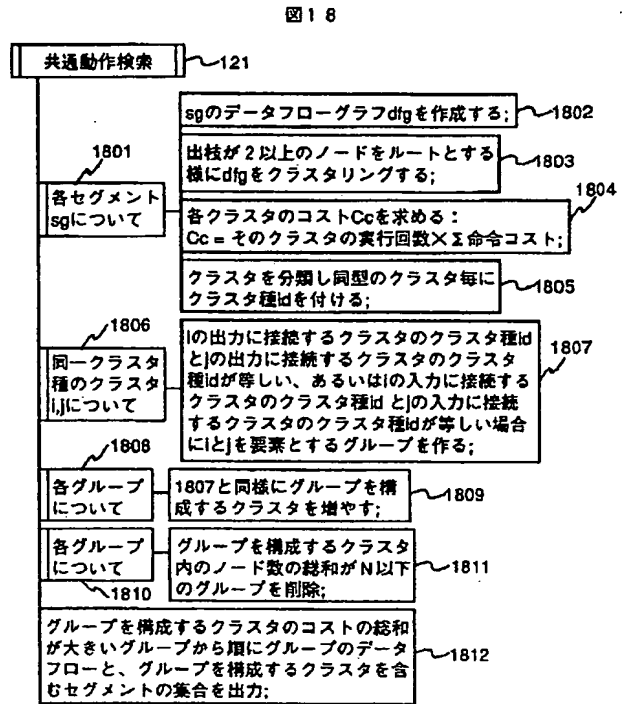 図18
共通動作検索
121
sgのデータフローグラフdfgを作成する;
1802
1801
各セグメント
sgについて
出枝が2以上のノードをルートとする
様にdfgをクラスタリングする;
1803
1804
各クラスタのコストCcを求める:
Cc = そのクラスタの実行回数×Σ命令コスト;
クラスタを分類し同型のクラスタ毎に
クラスタ種idを付ける;
1805
1806
同一クラスタ
種のクラスタ
i,jについて
iの出力に接続するクラスタのクラスタ種id
とjの出力に接続するクラスタのクラスタ
種idが等しい、あるいはiの入力に接続する
クラスタのクラスタ種id とjの入力に接続
するクラスタのクラスタ種idが等しい場合
にiとjを要素とするグループを作る;
1807
1808
各グループ
について
1807と同様にグループを構
成するクラスタを増やす;
1809
各グループ
について
1810
グループを構成するクラスタ
内のノード数の総和がN以下
のグループを削除;
1811
グループを構成するクラスタのコストの総和
が大きいグループから順にグループのデータ
フローと、グループを構成するクラスタを含
むセグメントの集合を出力;
1812